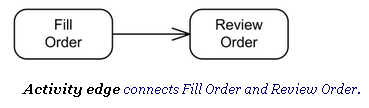 Fill
Order
Review
Order
Activity edge connects Fill Order and Review Order.